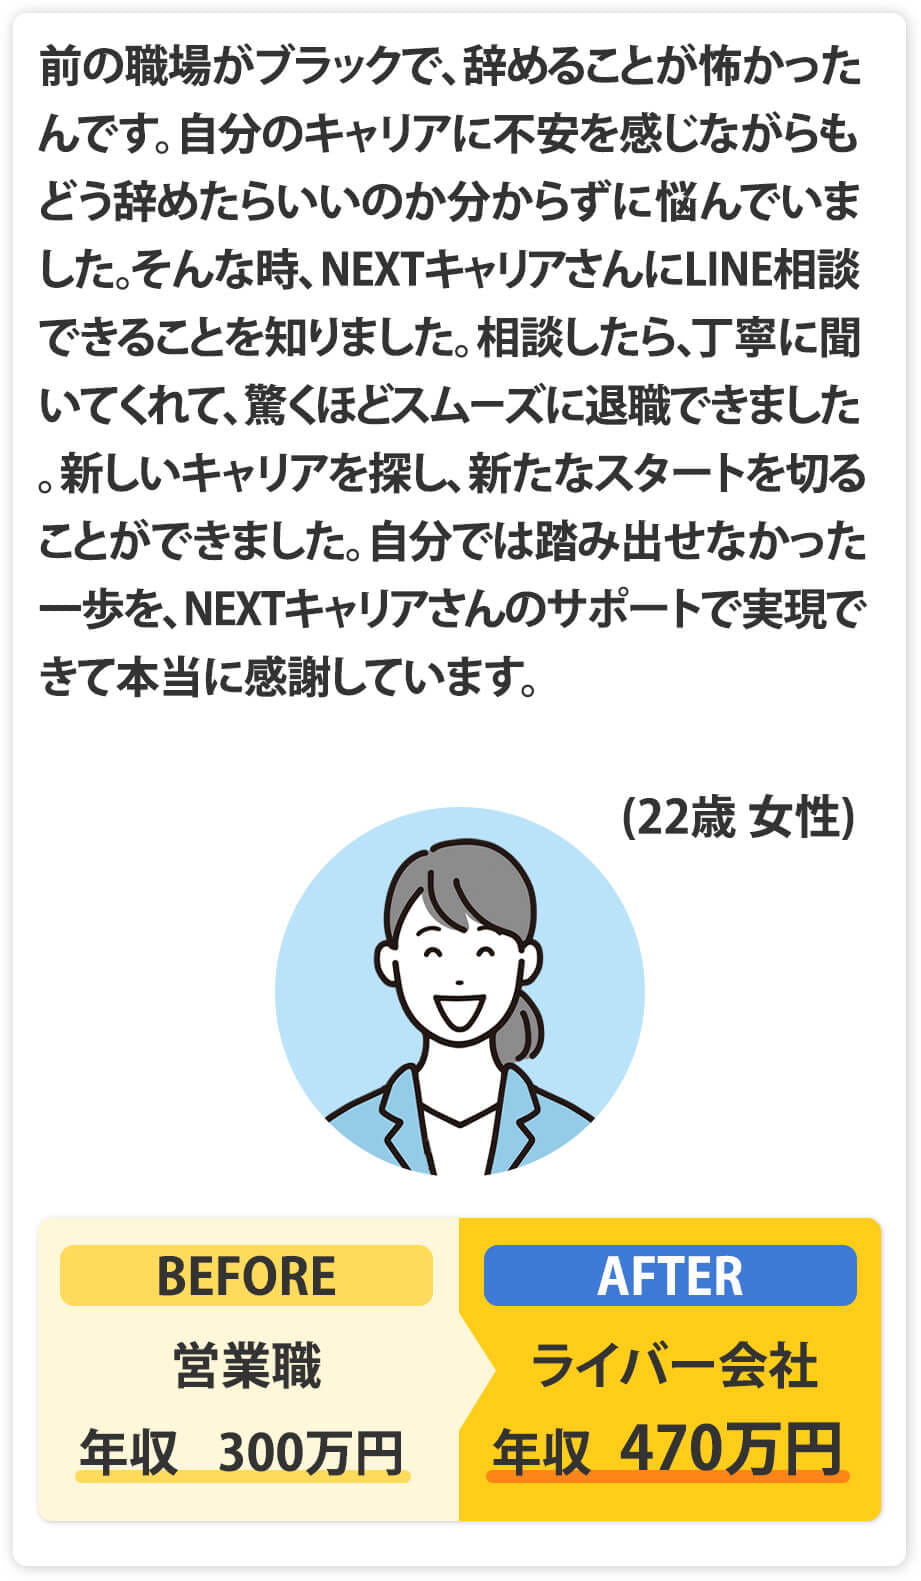 前の職場がブラックで、辞めることが怖かった
んです。自分のキャリアに不安を感じながらも
どう辞めたらいいのか分からずに悩んでいま
した。そんな時、NEXTキャリアさんにLINE相談
できることを知りました。相談したら、丁寧に聞
いてくれて、驚くほどスムーズに退職できました
。新しいキャリアを探し、新たなスタートを切る
ことができました。自分では踏み出せなかった
一歩を、NEXTキャリアさんのサポートで実現で
きて本当に感謝しています。
(22歳 女性)
BEFORE
営業職
年収 300万円
AFTER
ライバー会社
年収 470万円